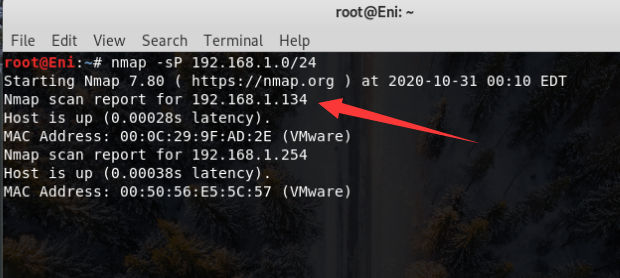 root@Eni: ~
File Edit View Search Terminal Help
root@Eni:~# nmap -sP 192.168.1.0/24
Starting Nmap 7.80 ( https://nmap.org ) at 2020-10-31 00:10 EDT
Nmap scan report for 192.168.1.134
Host is up (0.00028s latency).
MAC Address: 00:0C:29:9F:AD:2E (VMware)
Nmap scan report for 192.168.1.254
Host is up (0.00038s latency).
MAC Address: 00:50:56:E5:5C:57 (VMware)